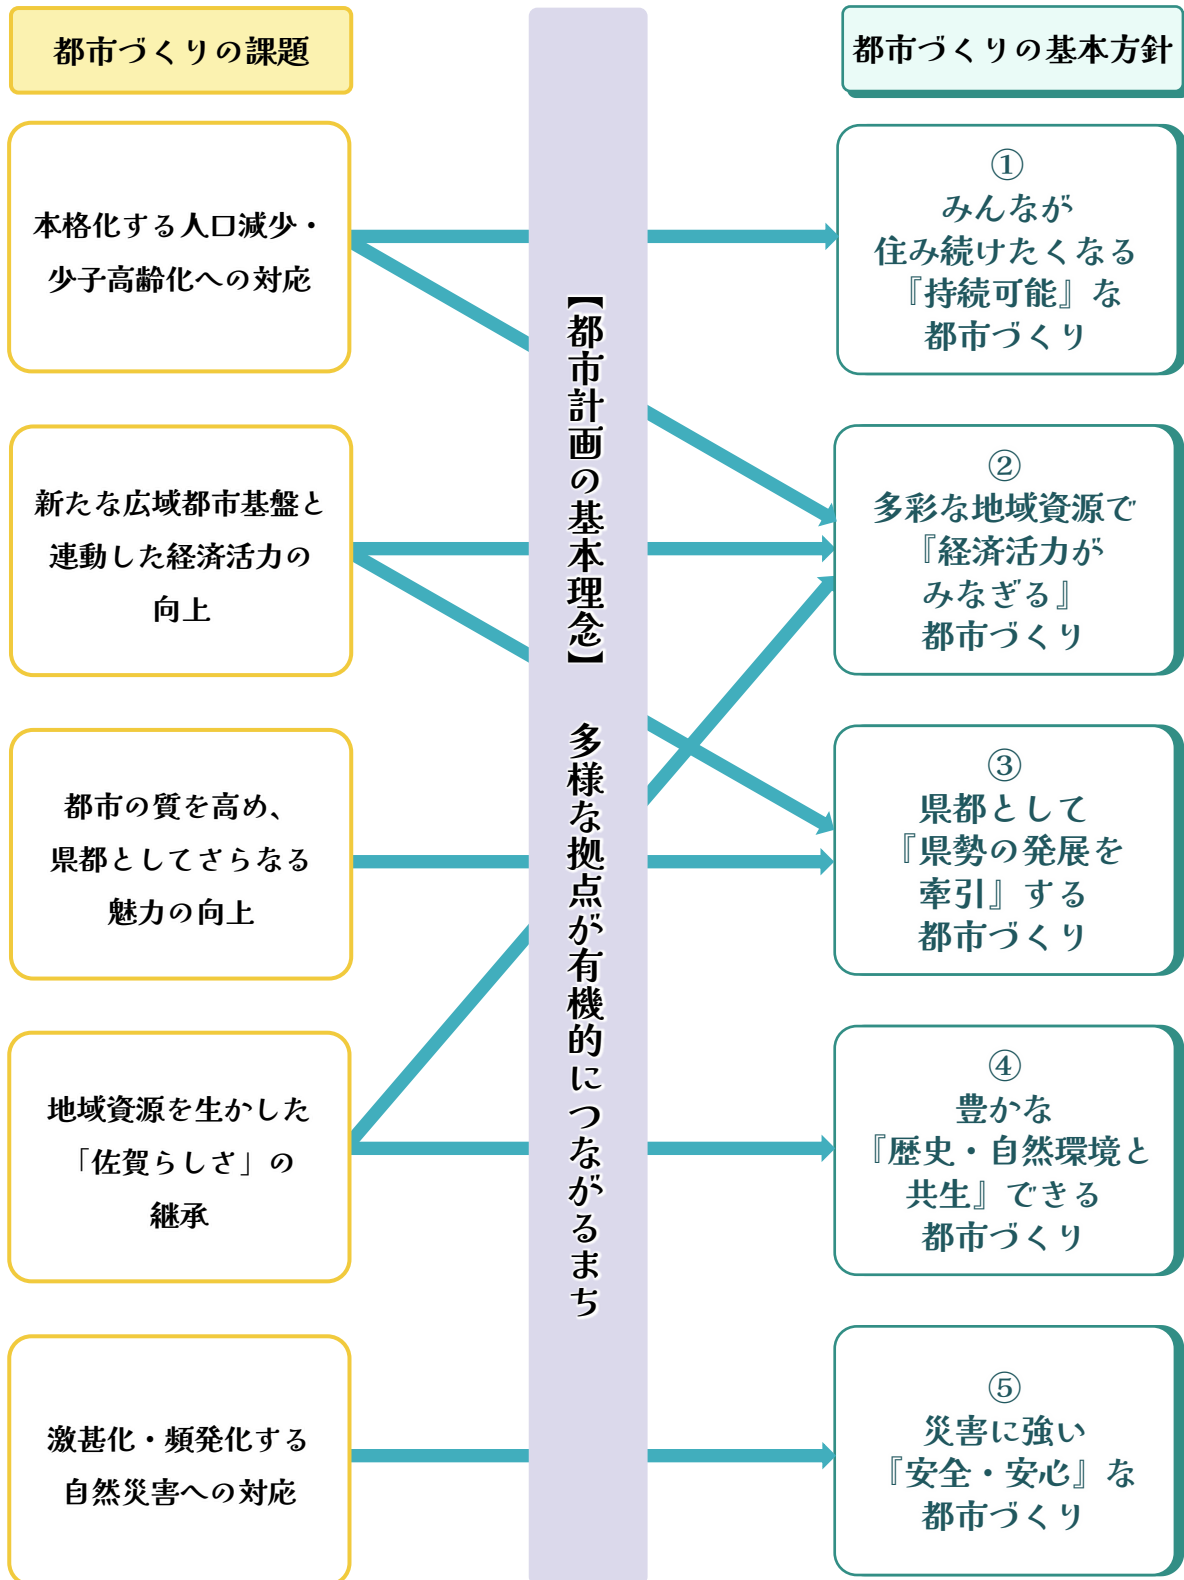 都市づくりの課題
本格化する人口減少・
少子高齢化への対応
新たな広域都市基盤と
連動した経済活力の
向上
都市の質を高め、
県都としてさらなる
魅力の向上
地域資源を生かした
「佐賀らしさ」の
継承
激甚化・頻発化する
自然災害への対応
【都市計画の基本理念】　多様な拠点が有機的につながるまち
都市づくりの基本方針
①
みんなが
住み続けたくなる
『持続可能』な
都市づくり
②
多彩な地域資源で
『経済活力が
みなぎる』
都市づくり
③
県都として
『県勢の発展を
牽引』する
都市づくり
④
豊かな
『歴史・自然環境と
共生』できる
都市づくり
⑤
災害に強い
『安全・安心』な
都市づくり